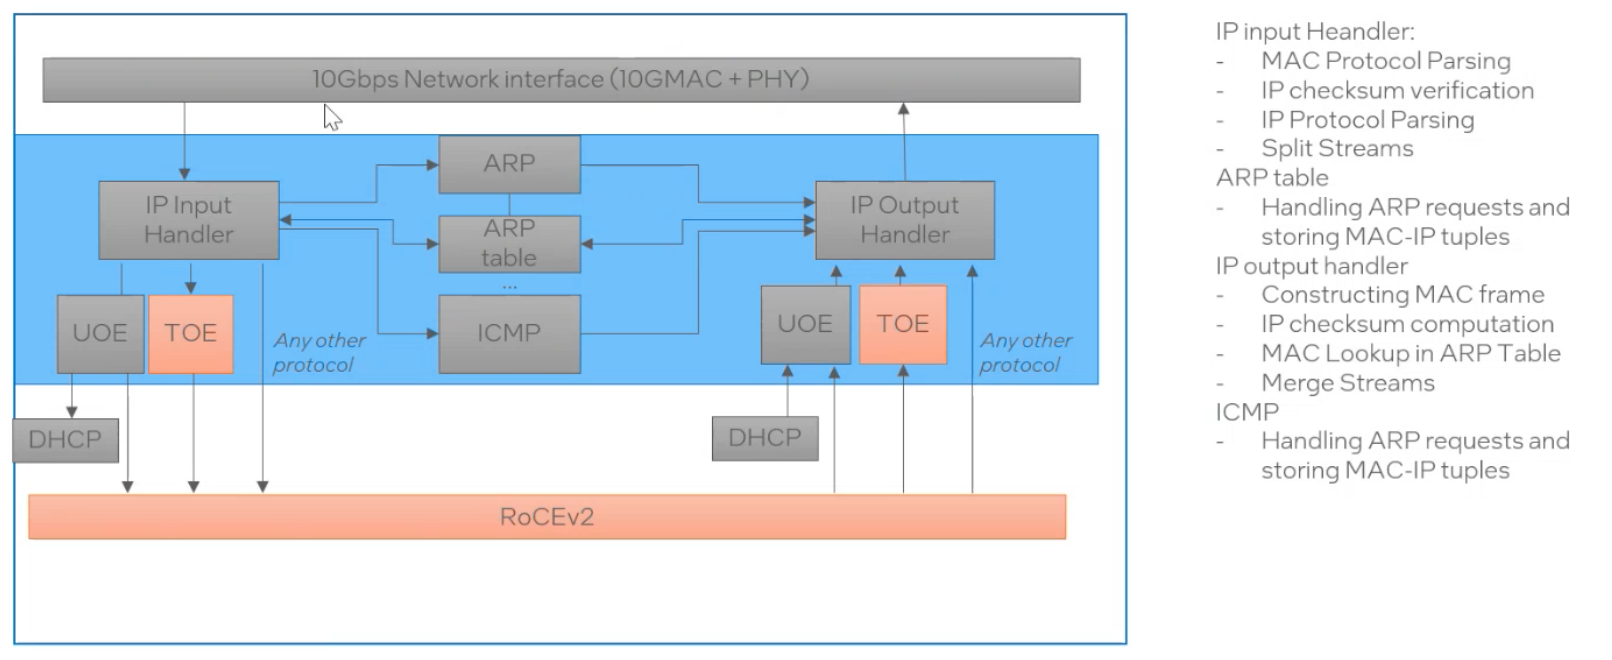 10Gbps Network interface (10GMAC + PHY)
ARP
IP Input
Handler
ARP
table
...
IP Output
Handler
UOE
TOE
Any other
protocol
ICMP
UOE
TOE
Any other
protocol
DHCP
DHCP
RoCEv2
IP input Heandler:
- MAC Protocol Parsing
- IP checksum verification
- IP Protocol Parsing
- Split Streams
ARP table
- Handling ARP requests and
storing MAC-IP tuples
IP output handler
- Constructing MAC frame
- IP checksum computation
- MAC Lookup in ARP Table
- Merge Streams
ICMP
- Handling ARP requests and
storing MAC-IP tuples